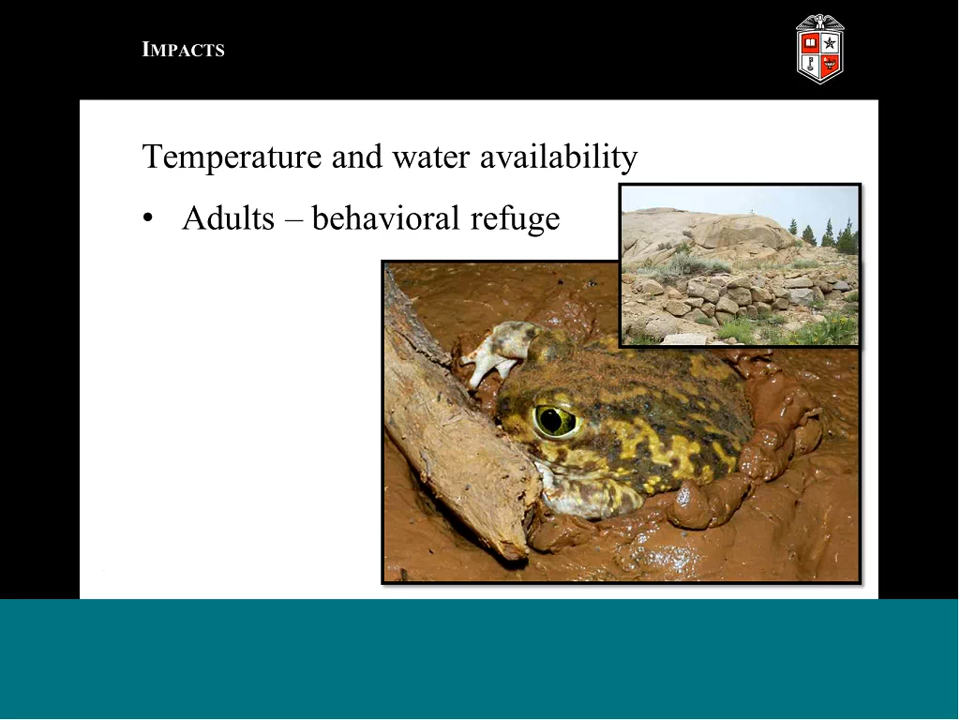 IMPACTS
Temperature and water availability
• Adults – behavioral refuge